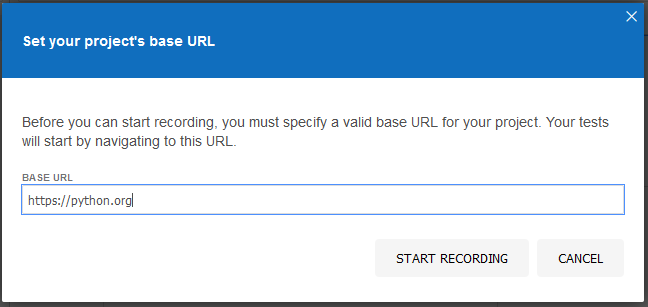 Set your project's base URL
Before you can start recording, you must specify a valid base URL for your project. Your tests
will start by navigating to this URL.
BASE URL
https://python.org
START RECORDING
CANCEL